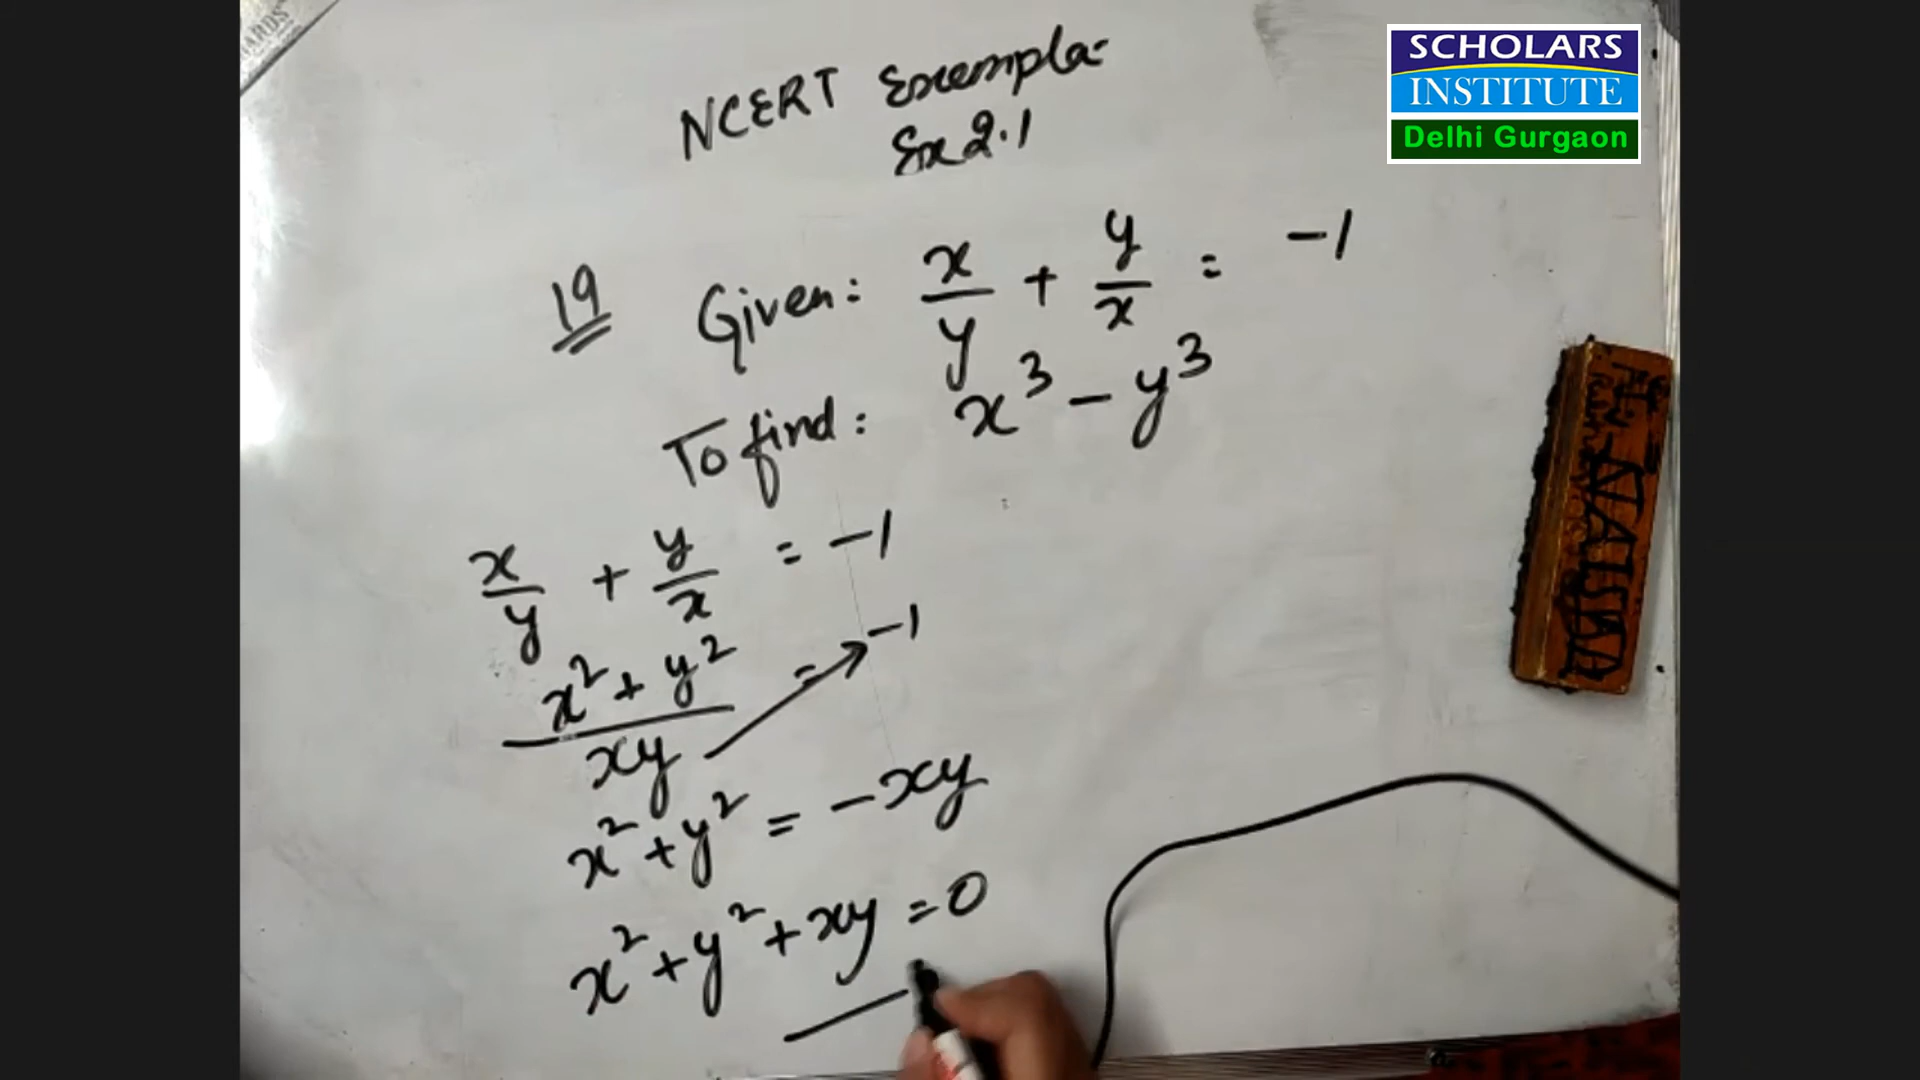 SCHOLARS
INSTITUTE
Delhi Gurgaon
NCERT Exemplar
Ex 2.1
19 Given: x/y + y/x = -1
To find: x³ - y³
x/y + y/x = -1
x² + y² / xy = -1
x² + y² = -xy
x² + y² + xy = 0
NATARAJ